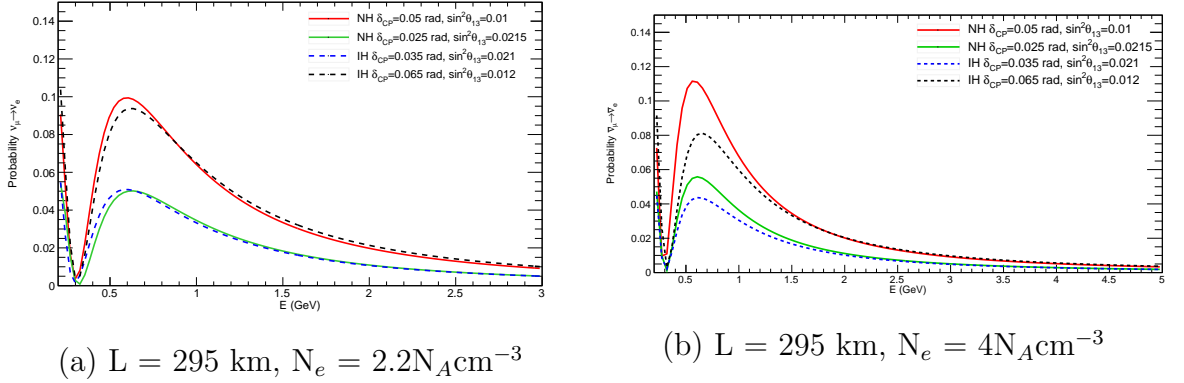 NH δCP=0.05 rad, sin²θ13=0.01
NH δCP=0.025 rad, sin²θ13=0.0215
IH δCP=0.035 rad, sin²θ13=0.021
IH δCP=0.065 rad, sin²θ13=0.012
Probability νμ→νe
0.14
0.12
0.1
0.08
0.06
0.04
0.02
0
0.5
1
1.5
2
2.5
3
E (GeV)
(a) L = 295 km, Ne = 2.2NAcm⁻³
NH δCP=0.05 rad, sin²θ13=0.01
NH δCP=0.025 rad, sin²θ13=0.0215
IH δCP=0.035 rad, sin²θ13=0.021
IH δCP=0.065 rad, sin²θ13=0.012
Probability ν̄μ→ν̄e
0.14
0.12
0.1
0.08
0.06
0.04
0.02
0
0.5
1
1.5
2
2.5
3
3.5
4
4.5
5
E (GeV)
(b) L = 295 km, Ne = 4NAcm⁻³